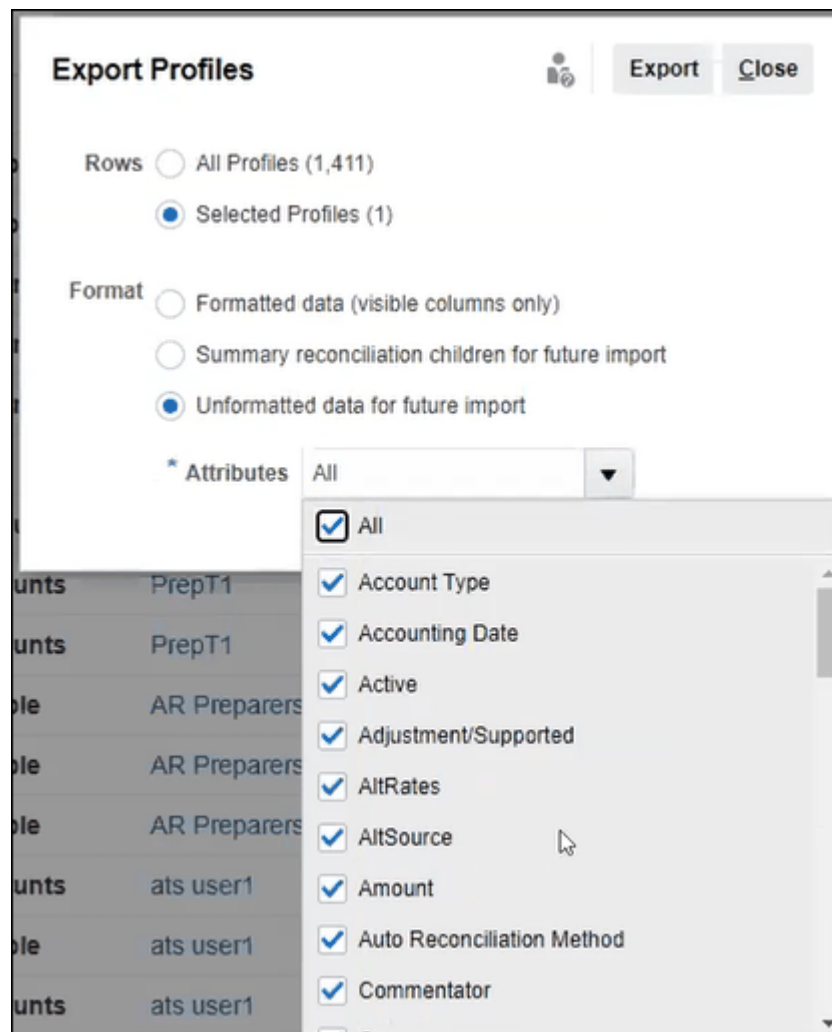 Export Profiles
Export
Close
Rows
All Profiles (1,411)
Selected Profiles (1)
Format
Formatted data (visible columns only)
Summary reconciliation children for future import
Unformatted data for future import
* Attributes
All
All
Account Type
unts PrepT1
Accounting Date
unts PrepT1
Active
AR Preparers
Adjustment/Supported
AR Preparers
AltRates
AR Preparers
AltSource
unts ats user1
Amount
ats user1
Auto Reconciliation Method
unts ats user1
Commentator